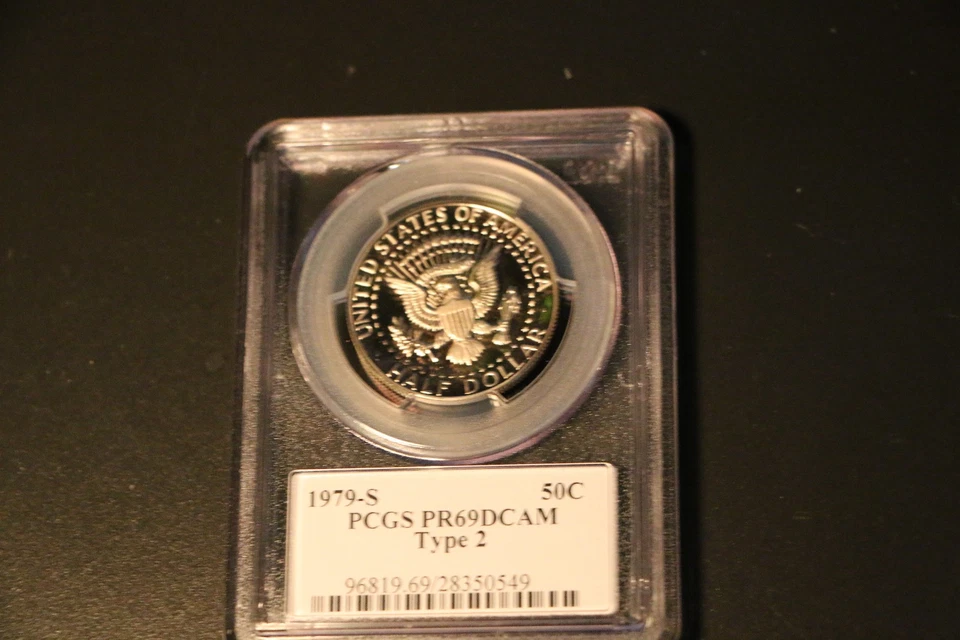 UNITED STATES OF AMERICA
HALF DOLLAR
1979-S 50C
PCGS PR69DCAM
Type 2
96819.69/28350549